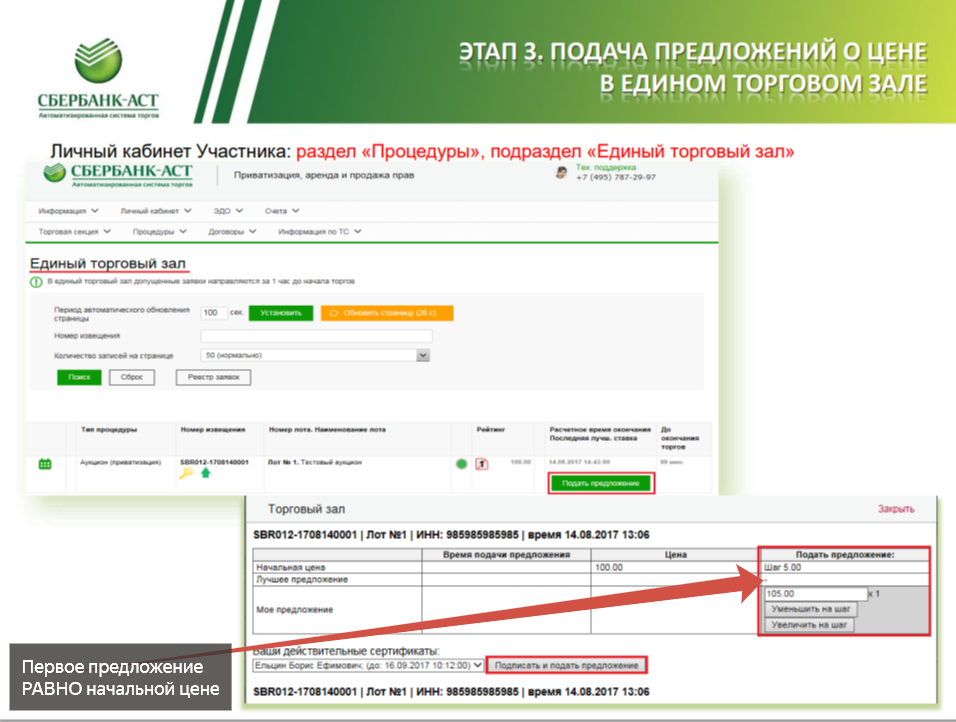 ЭТАП 3. ПОДАЧА ПРЕДЛОЖЕНИЙ О ЦЕНЕ
В ЕДИНОМ ТОРГОВОМ ЗАЛЕ
СБЕРБАНК-АСТ
Автоматизированная система торгов
Личный кабинет Участника: раздел «Процедуры», подраздел «Единый торговый зал»
СБЕРБАНК-АСТ
Автоматизированная система торгов
Приватизация, аренда и продажа прав
Тех. поддержка
+7 (495) 787-29-97
Информация Личный кабинет ЭДО Счета
Торговая секция Процедуры Договоры Информация по ТС
Единый торговый зал
В единый торговый зал допущенные заявки направляются за 1 час до начала торгов
Период автоматического обновления
страницы
100 сек. Установить Обновить страницу (26 с)
Номер извещения
Количество записей на странице 50 (нормально)
Поиск Сброс Реестр заявок
Тип процедуры Номер извещения Номер лота. Наименование лота Рейтинг
Расчетное время окончания
Последняя лучш. ставка
До
окончания
торгов
Аукцион (приватизация) SBR012-1708140001 Лот № 1. Тестовый аукцион 1 100.00 14.08.2017 14:43:00 99 мин.
Подать предложение
Торговый зал Закрыть
SBR012-1708140001 | Лот №1 | ИНН: 985985985985 | время 14.08.2017 13:06
Время подачи предложения Цена Подать предложение:
Начальная цена 100.00 Шаг 5.00
Лучшее предложение --
Мое предложение 105.00 x 1
Уменьшить на шаг
Увеличить на шаг
Ваши действительные сертификаты:
Ельцин Борис Ефимович; (до: 16.09.2017 10:12:00) Подписать и подать предложение
SBR012-1708140001 | Лот №1 | ИНН: 985985985985 | время 14.08.2017 13:06
Первое предложение
РАВНО начальной цене